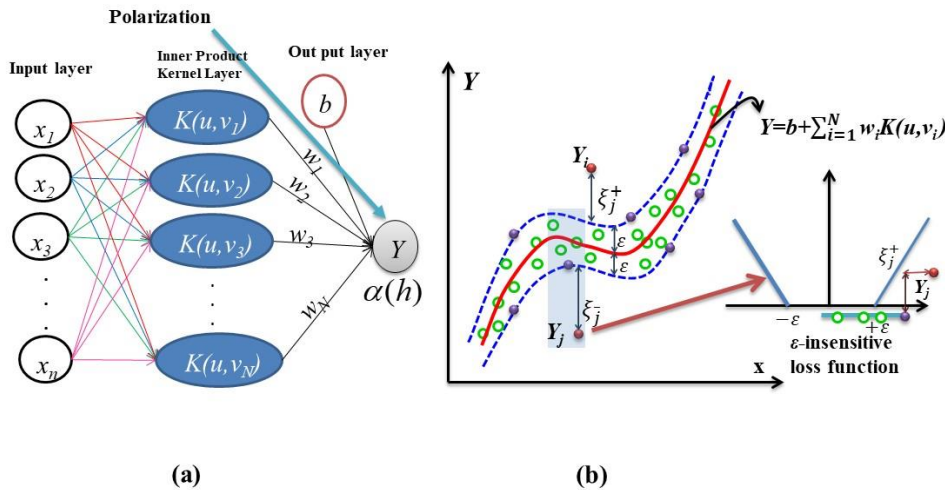 Polarization
Input layer
Inner Product
Kernel Layer
Out put layer
x1
x2
x3
.
.
.
xn
K(u,v1)
K(u,v2)
K(u,v3)
.
.
.
K(u,vN)
w1
w2
w3
wN
b
Y
α(h)
(a)
Y
Y=b+∑_{i=1}^{N} wiK(u,vi)
Yi
ξj+
ε
ε
ξj-
Yj
x
ξj+
Yj
−ε
+ε
ε-insensitive
loss function
(b)